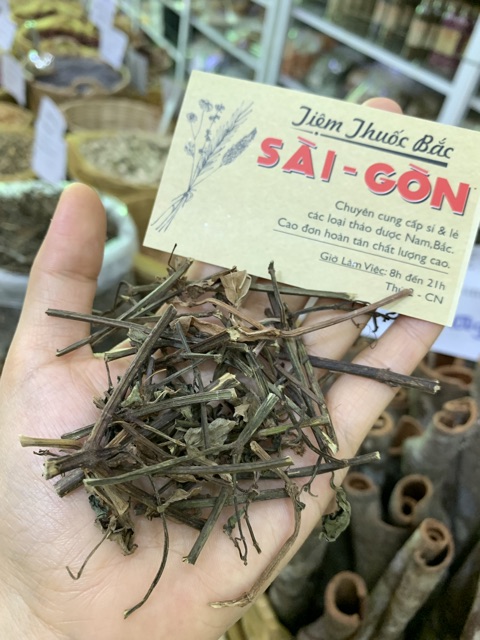 Tiệm Thuốc Bắc
SÀI-GÒN
Chuyên cung cấp sỉ & lẻ
các loại thảo dược Nam,Bắc.
Cao đơn hoàn tán chất lượng cao.
Giờ Làm Việc: 8h đến 21h
- CN